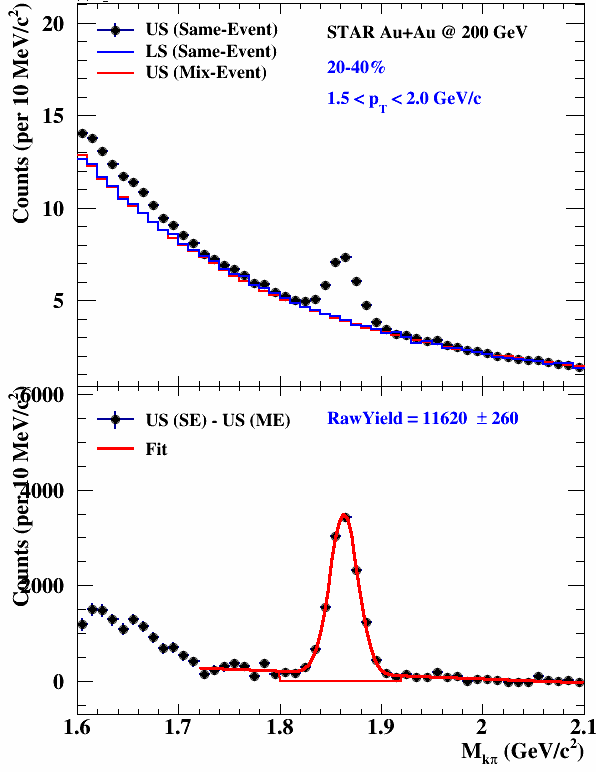 20
15
10
5
Counts (per 10 MeV/c²)
US (Same-Event)
LS (Same-Event)
US (Mix-Event)
STAR Au+Au @ 200 GeV
20-40%
1.5 < p_T < 2.0 GeV/c
6000
4000
2000
0
Counts (per 10 MeV/c²)
US (SE) - US (ME)
Fit
RawYield = 11620 ± 260
1.6 1.7 1.8 1.9 2 2.1
M_kπ (GeV/c²)